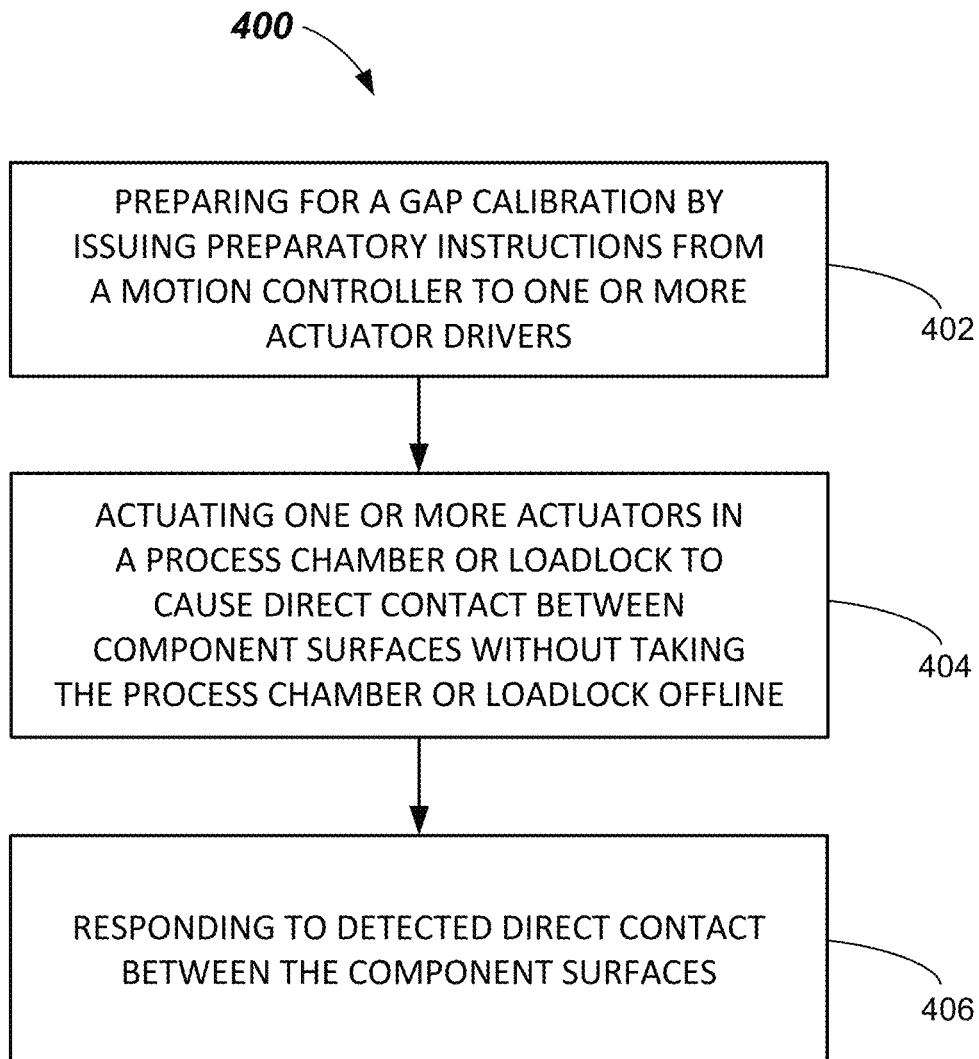 400
PREPARING FOR A GAP CALIBRATION BY
ISSUING PREPARATORY INSTRUCTIONS FROM
A MOTION CONTROLLER TO ONE OR MORE
ACTUATOR DRIVERS
402
ACTUATING ONE OR MORE ACTUATORS IN
A PROCESS CHAMBER OR LOADLOCK TO
CAUSE DIRECT CONTACT BETWEEN
COMPONENT SURFACES WITHOUT TAKING
THE PROCESS CHAMBER OR LOADLOCK OFFLINE
404
RESPONDING TO DETECTED DIRECT CONTACT
BETWEEN THE COMPONENT SURFACES
406